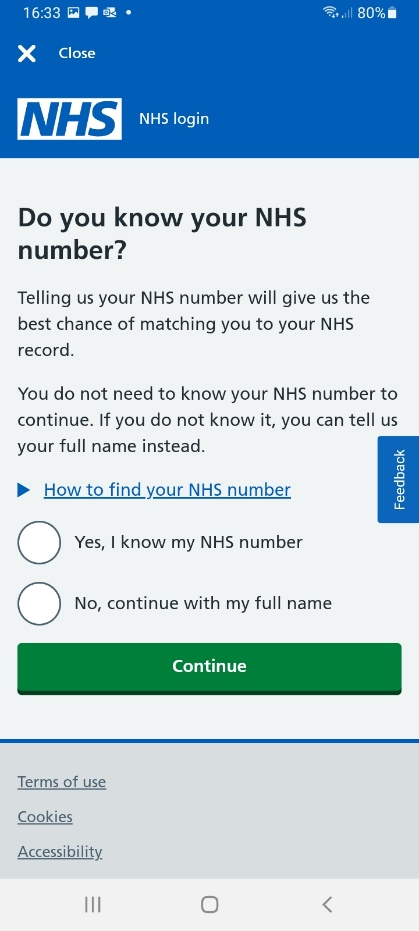 16:33
80%
Close
NHS
NHS login
Do you know your NHS
number?
Telling us your NHS number will give us the
best chance of matching you to your NHS
record.
You do not need to know your NHS number to
continue. If you do not know it, you can tell us
your full name instead.
Feedback
How to find your NHS number
Yes, I know my NHS number
No, continue with my full name
Continue
Terms of use
Cookies
Accessibility